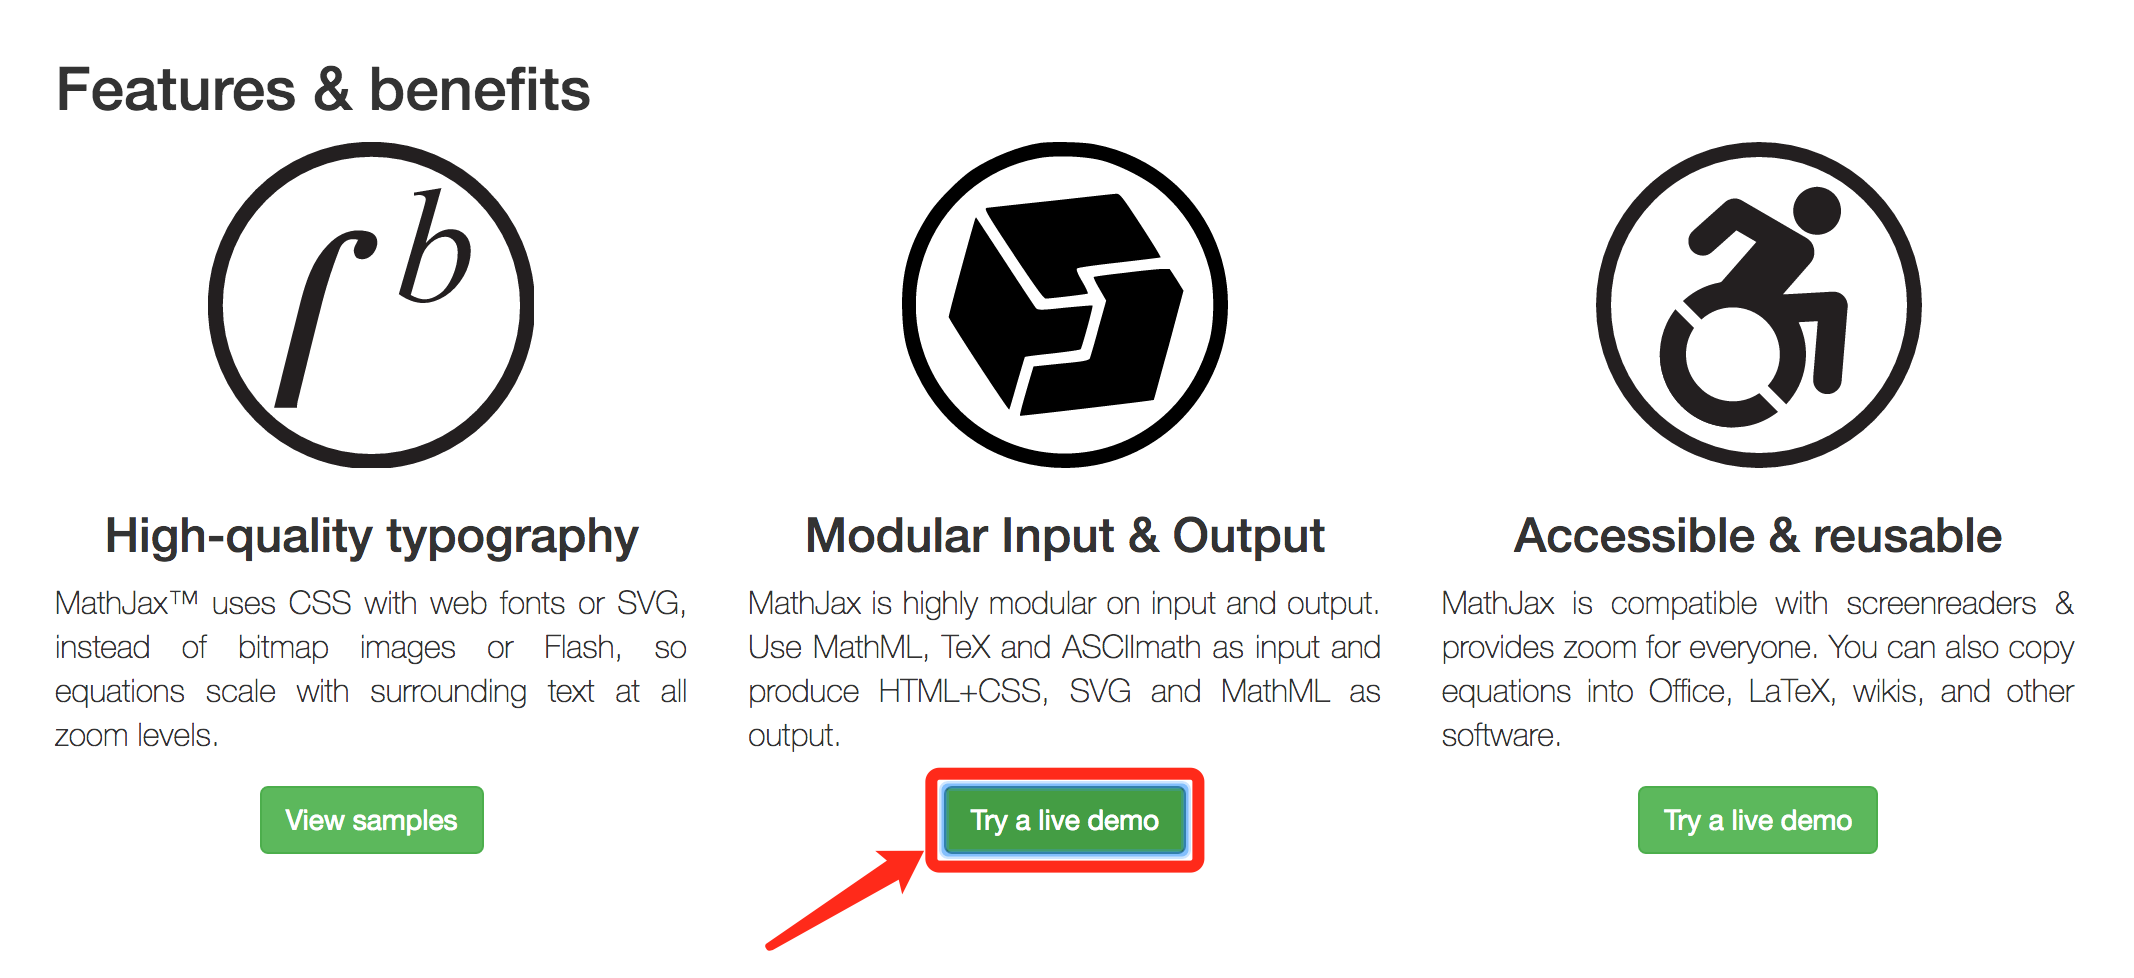 Features & benefits
High-quality typography
MathJax™ uses CSS with web fonts or SVG,
instead of bitmap images or Flash, so
equations scale with surrounding text at all
zoom levels.
View samples
Modular Input & Output
MathJax is highly modular on input and output.
Use MathML, TeX and ASCIImath as input and
produce HTML+CSS, SVG and MathML as
output.
Try a live demo
Accessible & reusable
MathJax is compatible with screenreaders &
provides zoom for everyone. You can also copy
equations into Office, LaTeX, wikis, and other
software.
Try a live demo